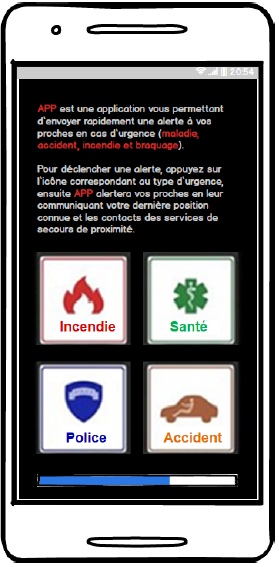 20:54
APP est une application vous permettant
d'envoyer rapidement une alerte à vos
proches en cas d'urgence (maladie,
accident, incendie et braquage).
Pour déclencher une alerte, appuyez sur
l'icône correspondant au type d'urgence,
ensuite APP alertera vos proches en leur
communiquant votre dernière position
connue et les contacts des services de
secours de proximité.
Incendie
Santé
Police
Accident